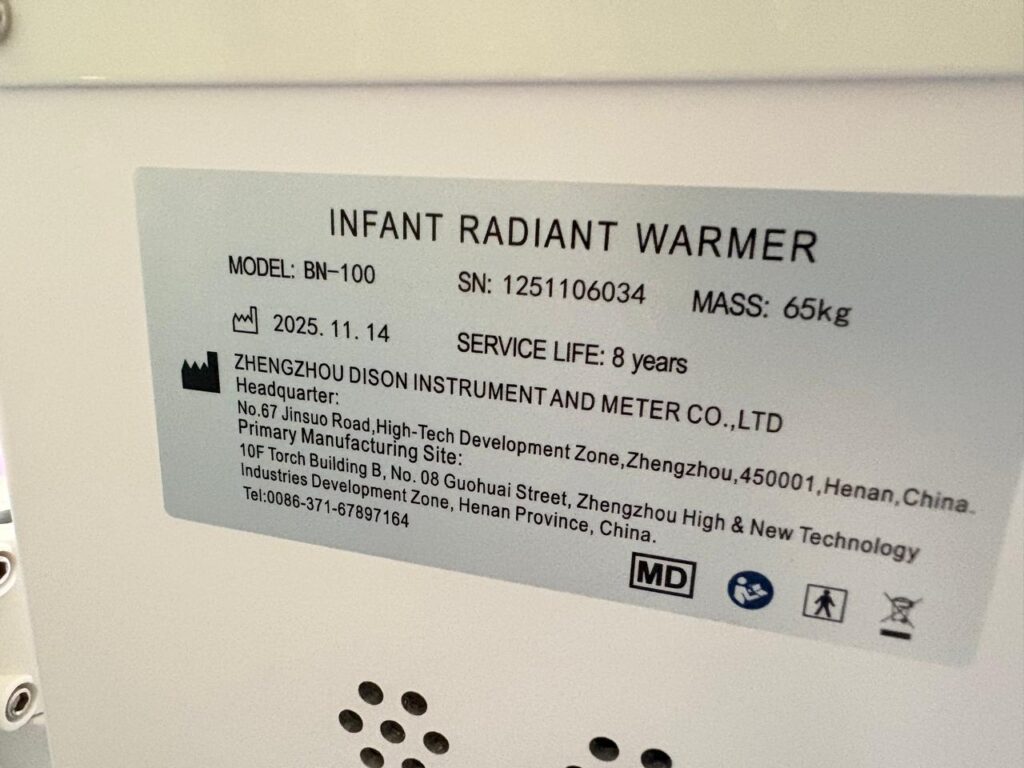 INFANT RADIANT WARMER
MODEL: BN-100 SN: 1251106034 MASS: 65kg
2025. 11. 14 SERVICE LIFE: 8 years
ZHENGZHOU DISON INSTRUMENT AND METER CO.,LTD
Headquarter:
No.67 Jinsuo Road,High-Tech Development Zone,Zhengzhou,450001,Henan,China.
Primary Manufacturing Site:
10F Torch Building B, No. 08 Guohuai Street, Zhengzhou High & New Technology
Industries Development Zone, Henan Province, China.
Tel:0086-371-67897164
MD